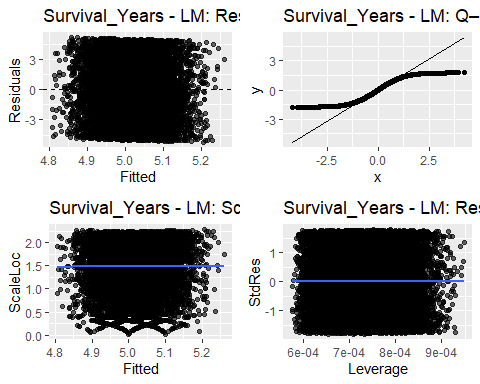 Survival_Years - LM: Res
Residuals
3
0
-3
4.8 4.9 5.0 5.1 5.2
Fitted
Survival_Years - LM: Q-
y
3
0
-3
-2.5 0.0 2.5
x
Survival_Years - LM: Sc
ScaleLoc
2.0
1.5
1.0
0.5
0.0
4.8 4.9 5.0 5.1 5.2
Fitted
Survival_Years - LM: Res
StdRes
1
0
-1
6e-04 7e-04 8e-04 9e-04
Leverage